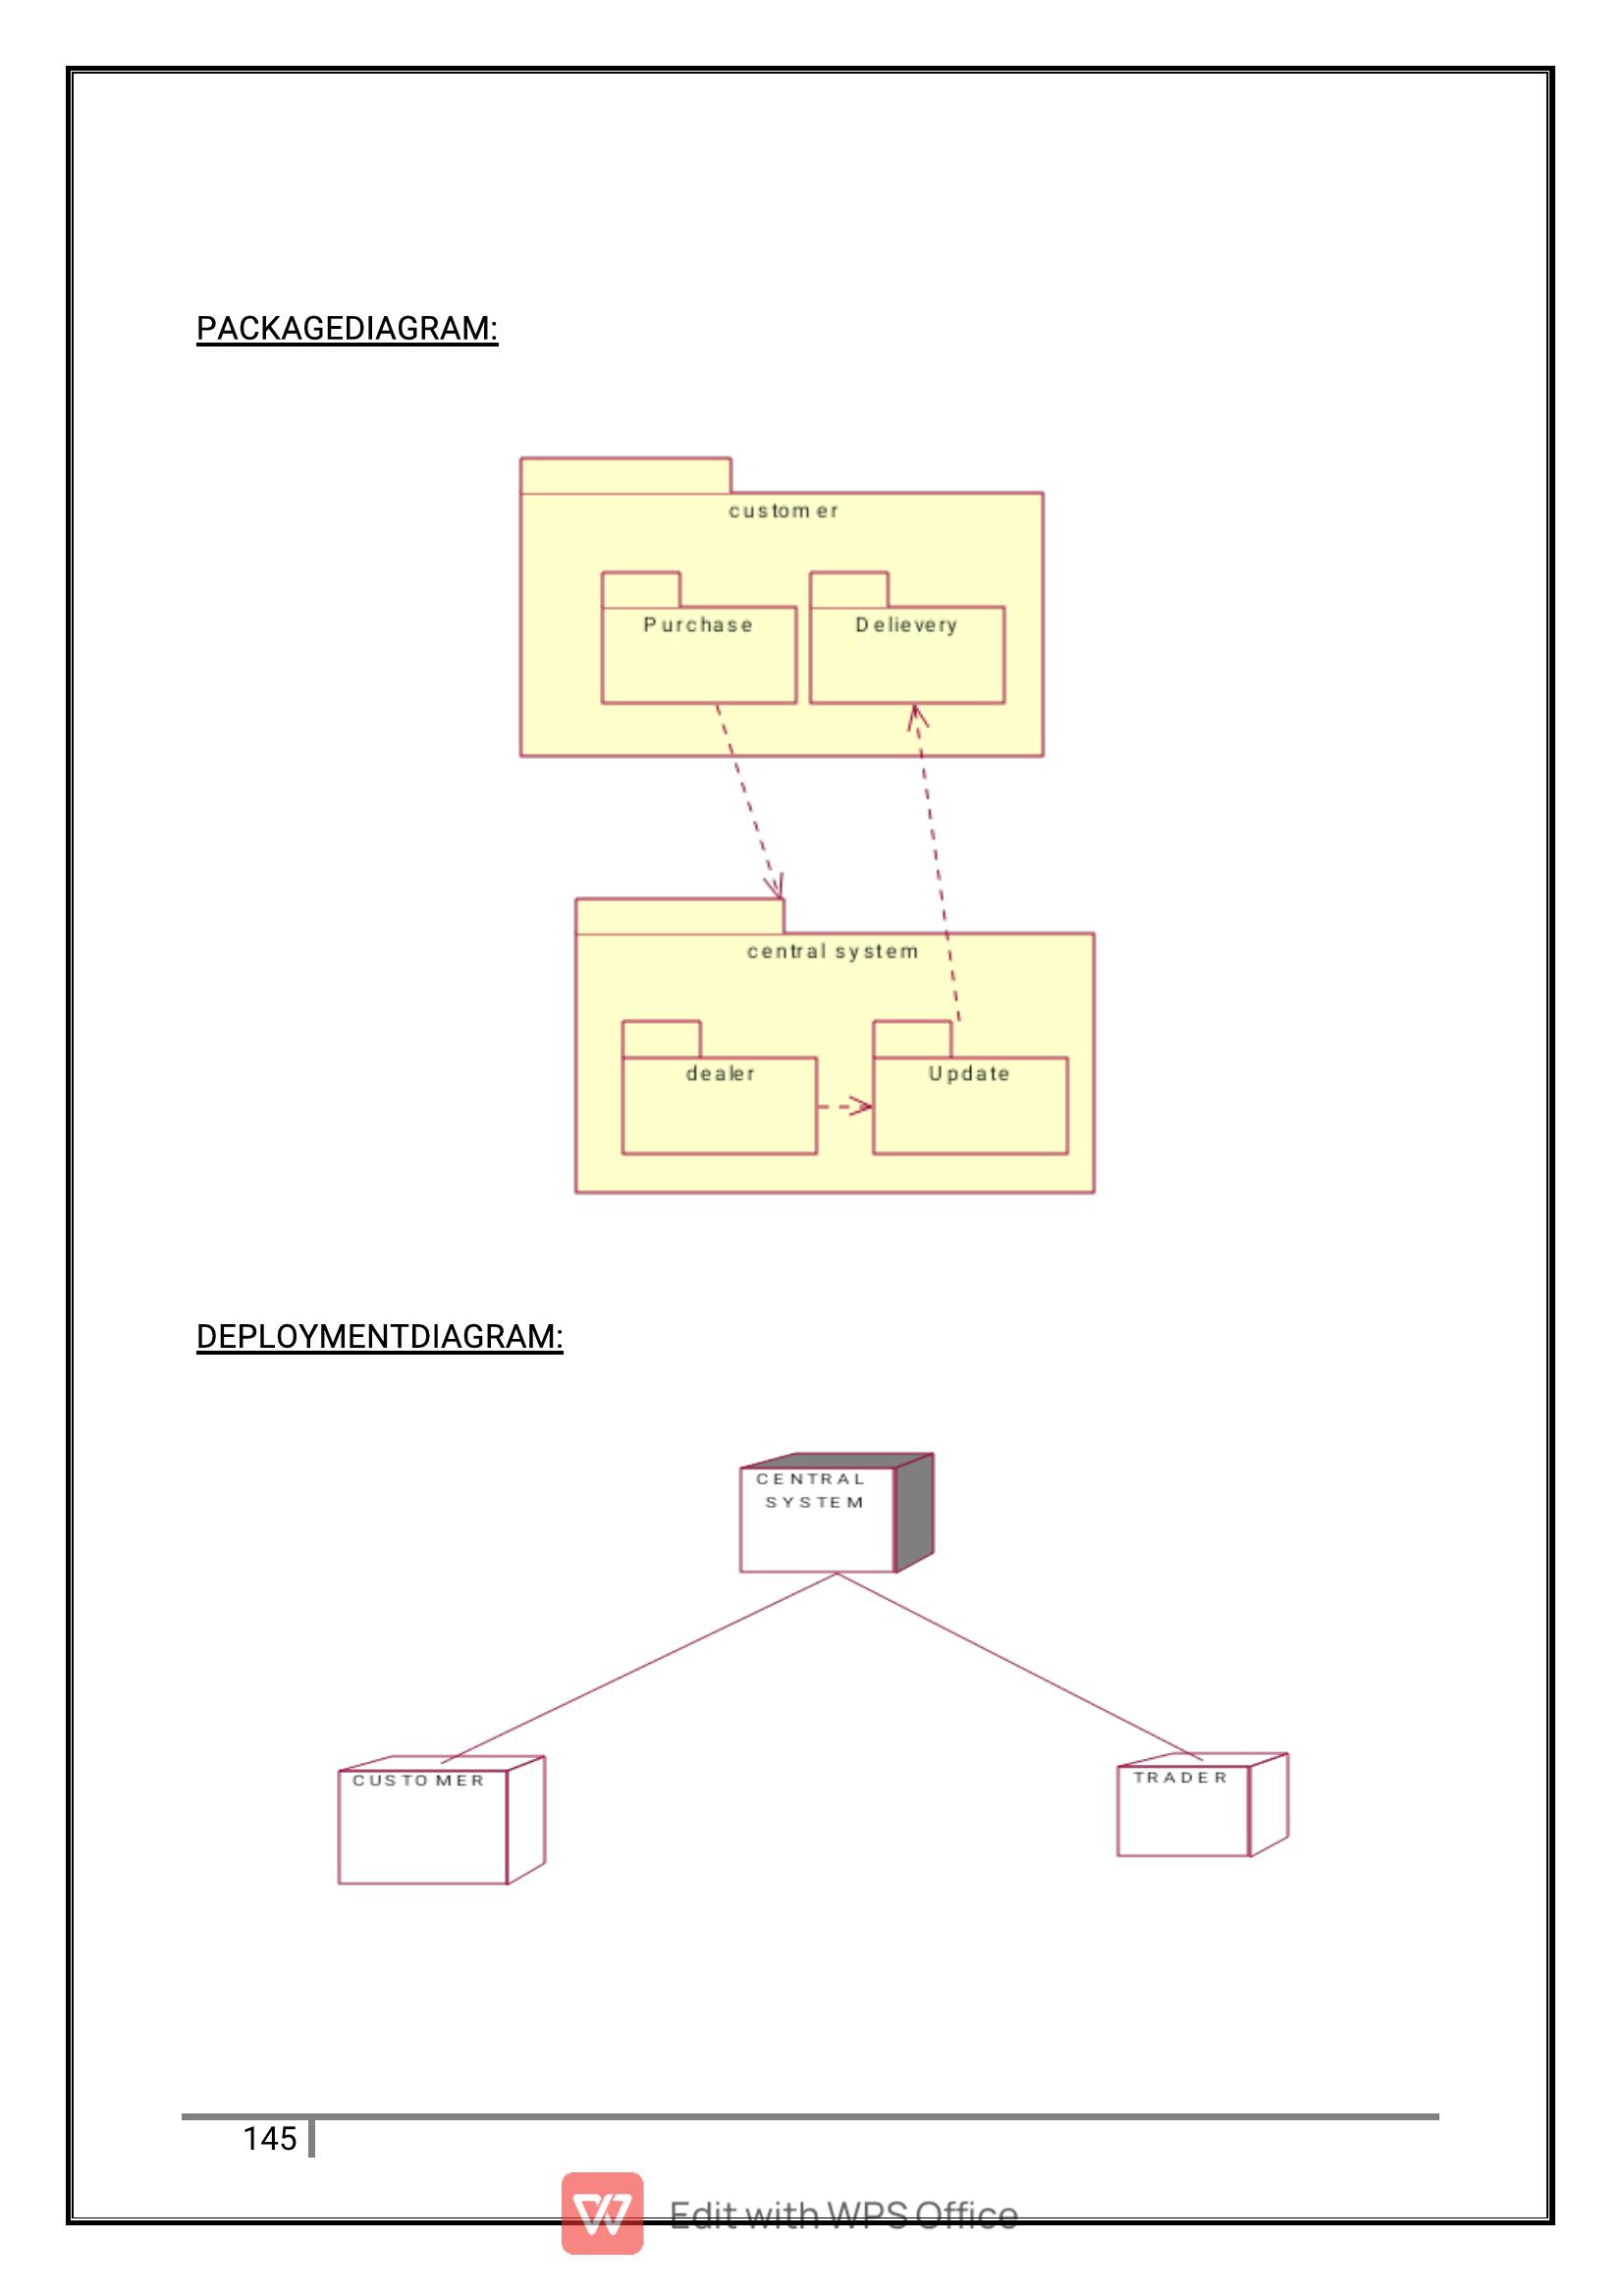 PACKAGEDIAGRAM:
customer
Purchase
Delievery
central system
dealer
Update
DEPLOYMENTDIAGRAM:
CENTRAL
SYSTEM
CUSTOMER
TRADER
145
Edit with WPS Office